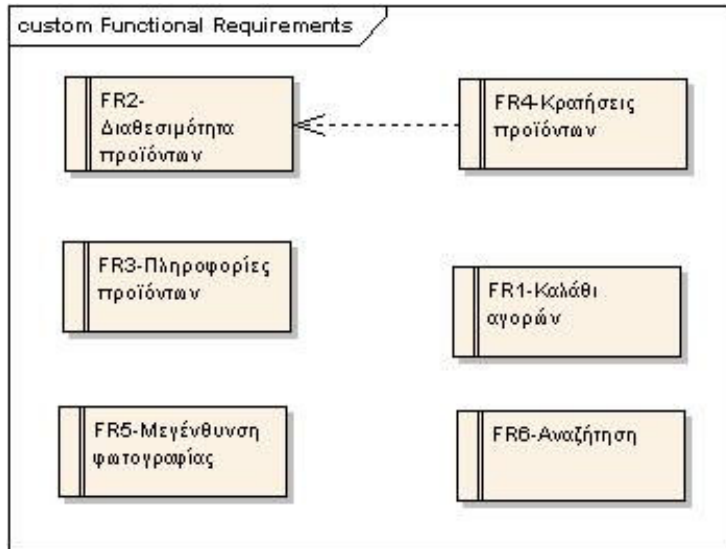 custom Functional Requirements
FR2-
Διαθεσιμότητα
προϊόντων
FR4-Κρατήσεις
προϊόντων
FR3-Πληροφορίες
προϊόντων
FR1-Καλάθι
αγορών
FR5-Μεγένθυνση
φωτογραφίας
FR6-Αναζήτηση